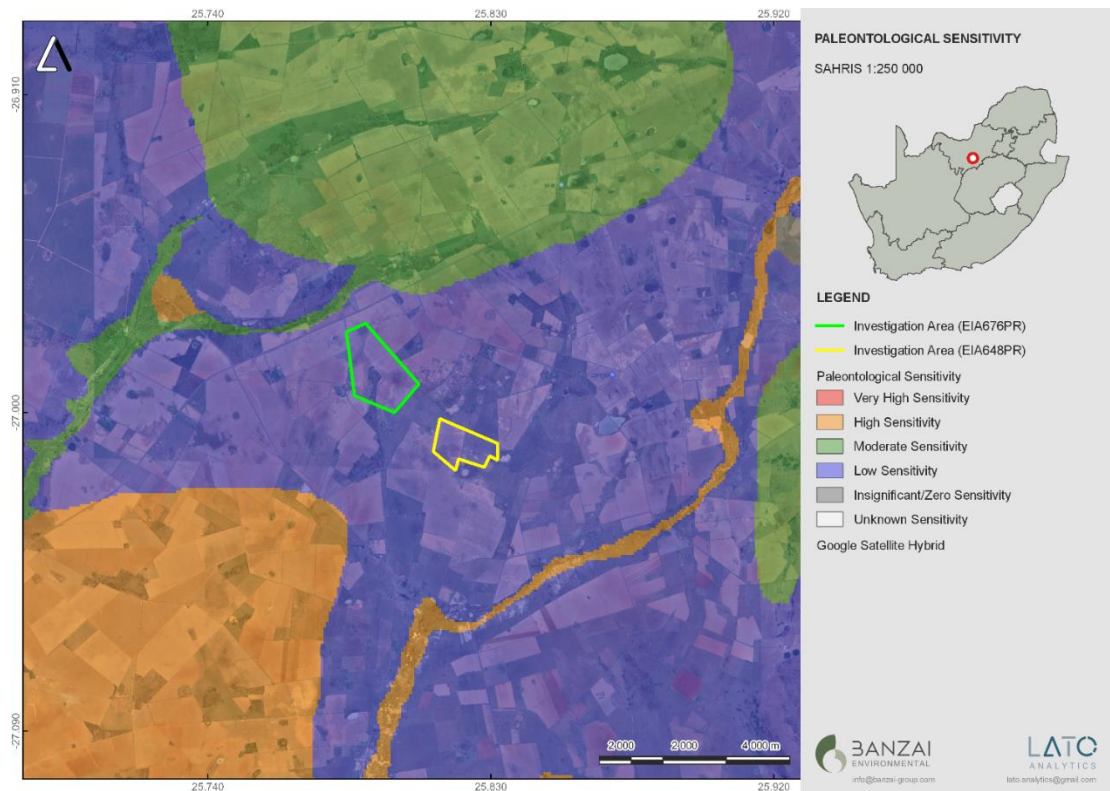 25.740
25.830
25.920
-26.910
-27.000
-27.090
2 000
2 000
4 000 m
25.740
25.830
25.920
PALEONTOLOGICAL SENSITIVITY
SAHRIS 1:250 000
LEGEND
Investigation Area (EIA676PR)
Investigation Area (EIA648PR)
Paleontological Sensitivity
Very High Sensitivity
High Sensitivity
Moderate Sensitivity
Low Sensitivity
Insignificant/Zero Sensitivity
Unknown Sensitivity
Google Satellite Hybrid
BANZAI
ENVIRONMENTAL
info@banzai-group.com
LATO
ANALYTICS
lato.analytics@gmail.com